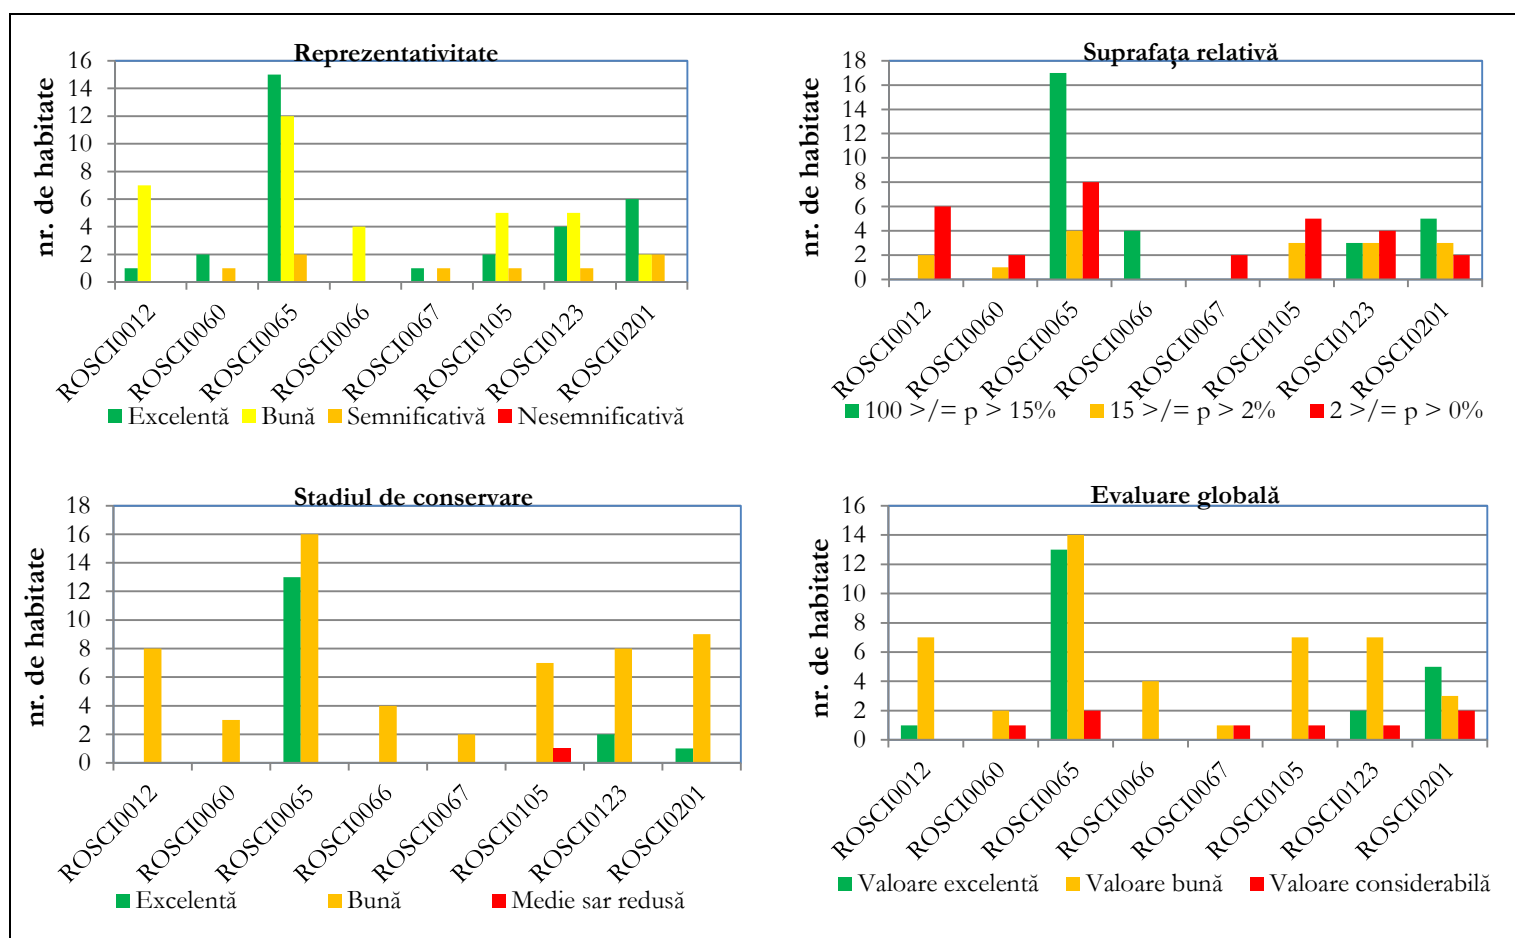 Reprezentativitate
nr. de habitate
16
14
12
10
8
6
4
2
0
ROSCI0012
ROSCI0060
ROSCI0065
ROSCI0066
ROSCI0067
ROSCI0105
ROSCI0123
ROSCI0201
Excelentă Bună Semnificativă Nesemnificativă
Suprafața relativă
nr. de habitate
18
16
14
12
10
8
6
4
2
0
ROSCI0012
ROSCI0060
ROSCI0065
ROSCI0066
ROSCI0067
ROSCI0105
ROSCI0123
ROSCI0201
100 >/= p > 15% 15 >/= p > 2% 2 >/= p > 0%
Stadiul de conservare
nr. de habitate
18
16
14
12
10
8
6
4
2
0
ROSCI0012
ROSCI0060
ROSCI0065
ROSCI0066
ROSCI0067
ROSCI0105
ROSCI0123
ROSCI0201
Excelentă Bună Medie sar redusă
Evaluare globală
nr. de habitate
16
14
12
10
8
6
4
2
0
ROSCI0012
ROSCI0060
ROSCI0065
ROSCI0066
ROSCI0067
ROSCI0105
ROSCI0123
ROSCI0201
Valoare excelentă Valoare bună Valoare considerabilă